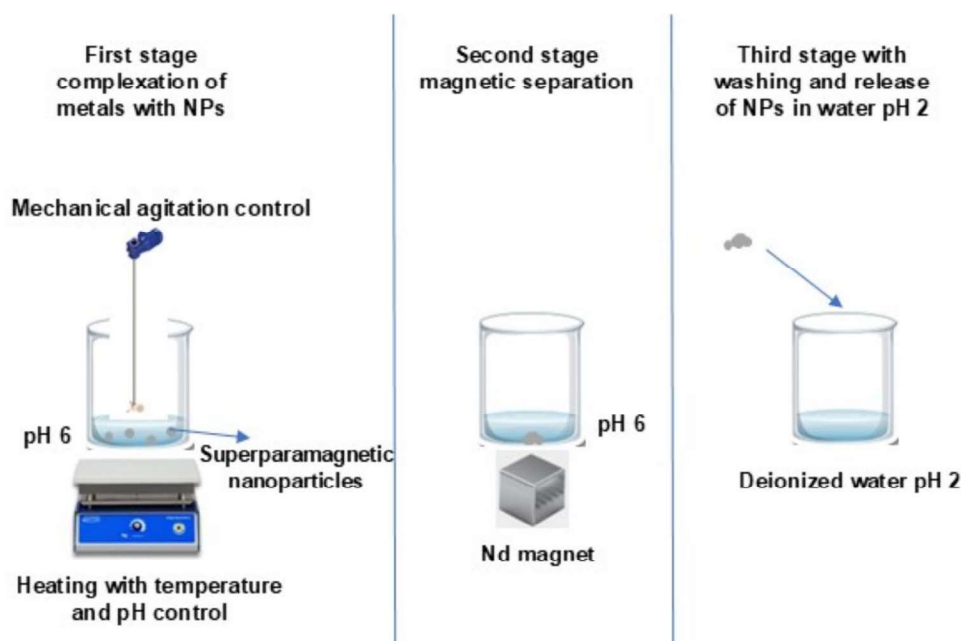 First stage
complexation of
metals with NPs
Mechanical agitation control
pH 6
Superparamagnetic
nanoparticles
Heating with temperature
and pH control
Second stage
magnetic separation
pH 6
Nd magnet
Third stage with
washing and release
of NPs in water pH 2
Deionized water pH 2